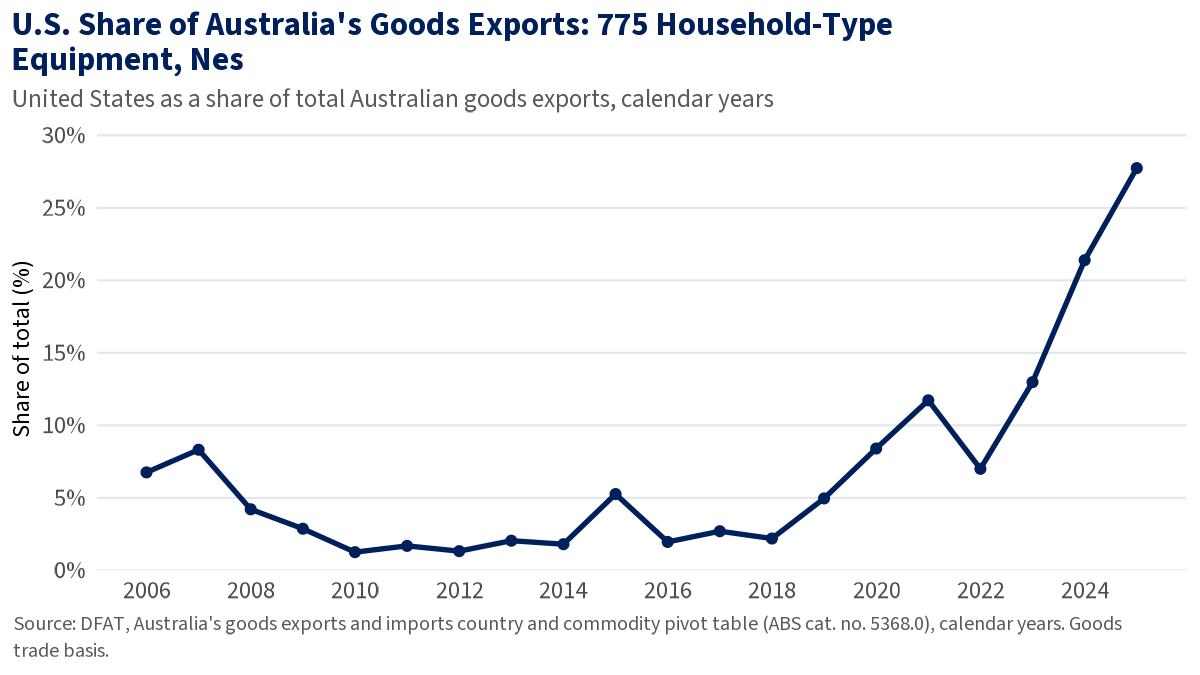 U.S. Share of Australia's Goods Exports: 775 Household-Type
Equipment, Nes
United States as a share of total Australian goods exports, calendar years
Share of total (%)
30%
25%
20%
15%
10%
5%
0%
2006 2008 2010 2012 2014 2016 2018 2020 2022 2024
Source: DFAT, Australia's goods exports and imports country and commodity pivot table (ABS cat. no. 5368.0), calendar years. Goods
trade basis.